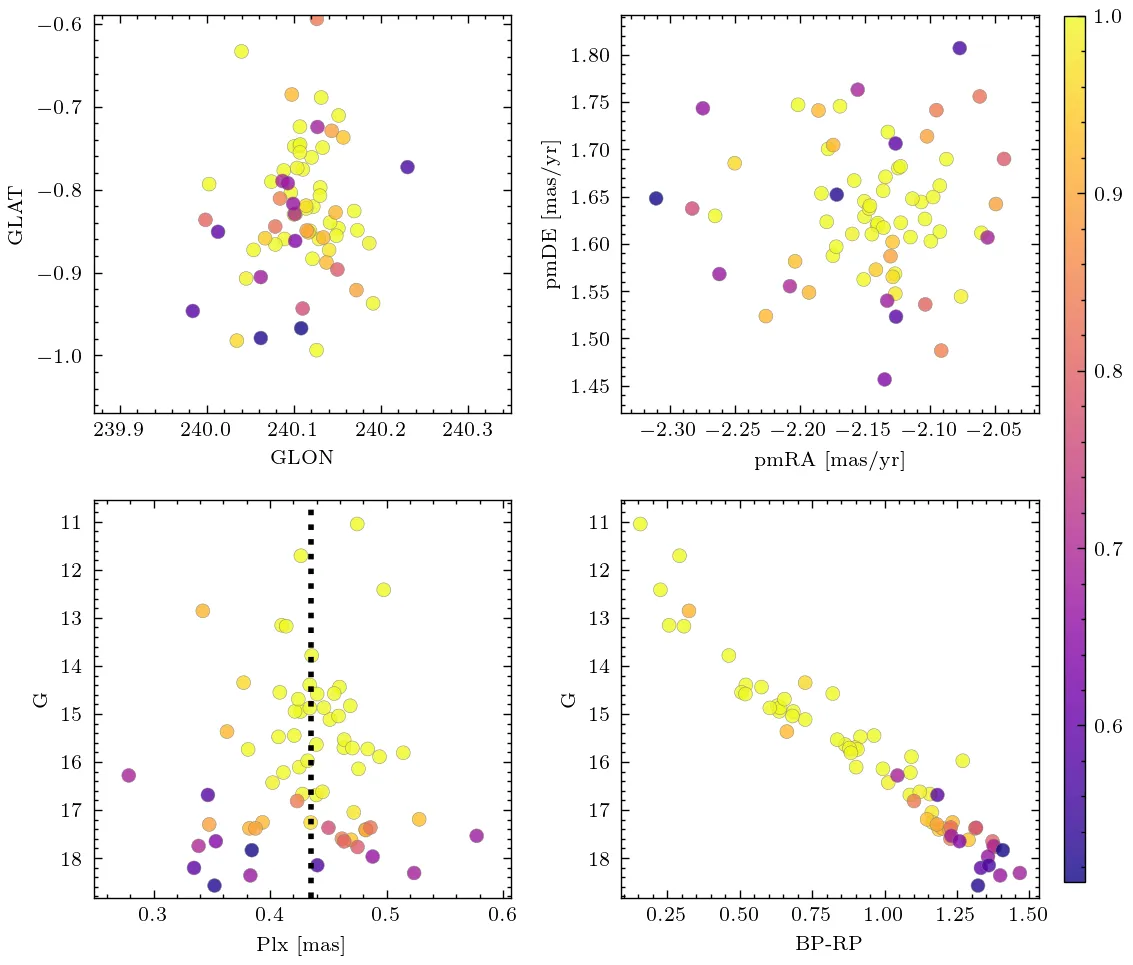 −0.6
−0.7
−0.8
−0.9
−1.0
GLAT
239.9 240.0 240.1 240.2 240.3
GLON
1.80
1.75
1.70
1.65
1.60
1.55
1.50
1.45
pmDE [mas/yr]
−2.30 −2.25 −2.20 −2.15 −2.10 −2.05
pmRA [mas/yr]
1.0
0.9
0.8
0.7
0.6
11
12
13
14
15
16
17
18
G
0.3 0.4 0.5 0.6
Plx [mas]
11
12
13
14
15
16
17
18
G
0.25 0.50 0.75 1.00 1.25 1.50
BP-RP